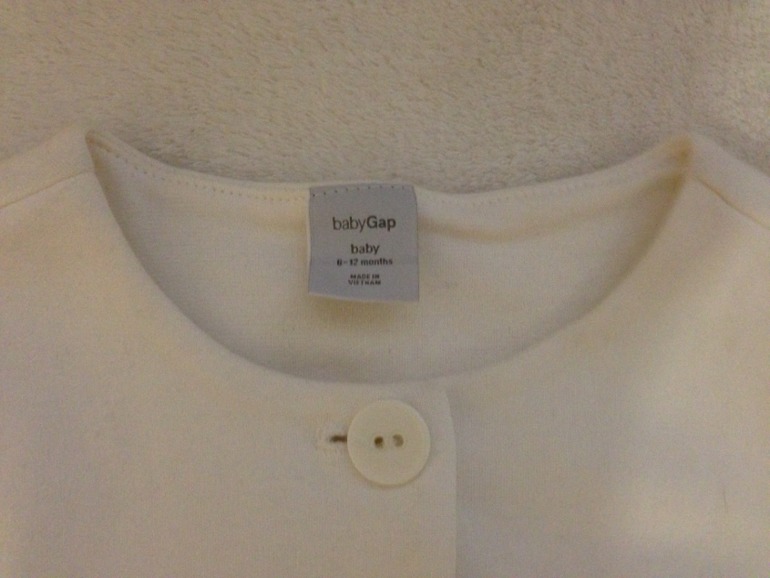 babyGap
baby
6-12 months
MADE IN
VIETNAM